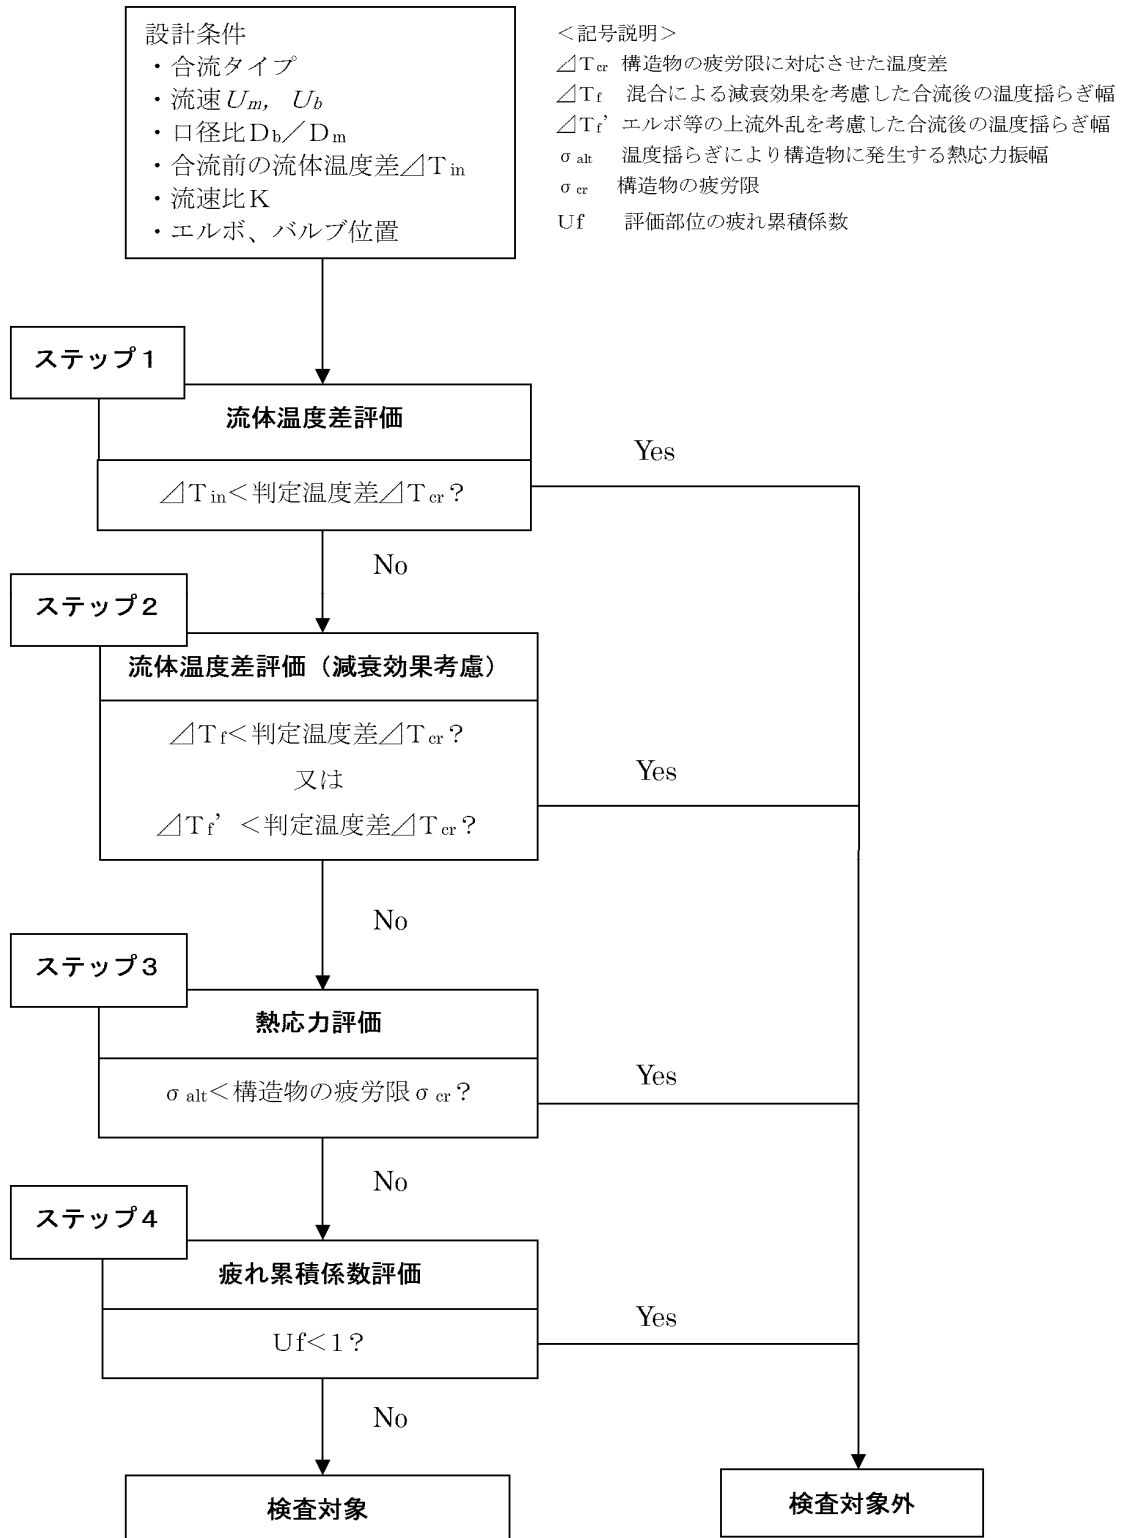 設計条件
・合流タイプ
・流速Um, Ub
・口径比Db／Dm
・合流前の流体温度差⊿Tin
・流速比K
・エルボ、バルブ位置
＜記号説明＞
⊿Tcr 構造物の疲労限に対応させた温度差
⊿Tf 混合による減衰効果を考慮した合流後の温度揺らぎ幅
⊿Tf’ エルボ等の上流外乱を考慮した合流後の温度揺らぎ幅
σalt 温度揺らぎにより構造物に発生する熱応力振幅
σcr 構造物の疲労限
Uf 評価部位の疲れ累積係数
ステップ１
流体温度差評価
⊿Tin＜判定温度差⊿Tcr？
Yes
No
ステップ２
流体温度差評価（減衰効果考慮）
⊿Tf＜判定温度差⊿Tcr？
又は
⊿Tf’＜判定温度差⊿Tcr？
Yes
No
ステップ３
熱応力評価
σalt＜構造物の疲労限σcr？
Yes
No
ステップ４
疲れ累積係数評価
Uf＜1？
Yes
No
検査対象
検査対象外